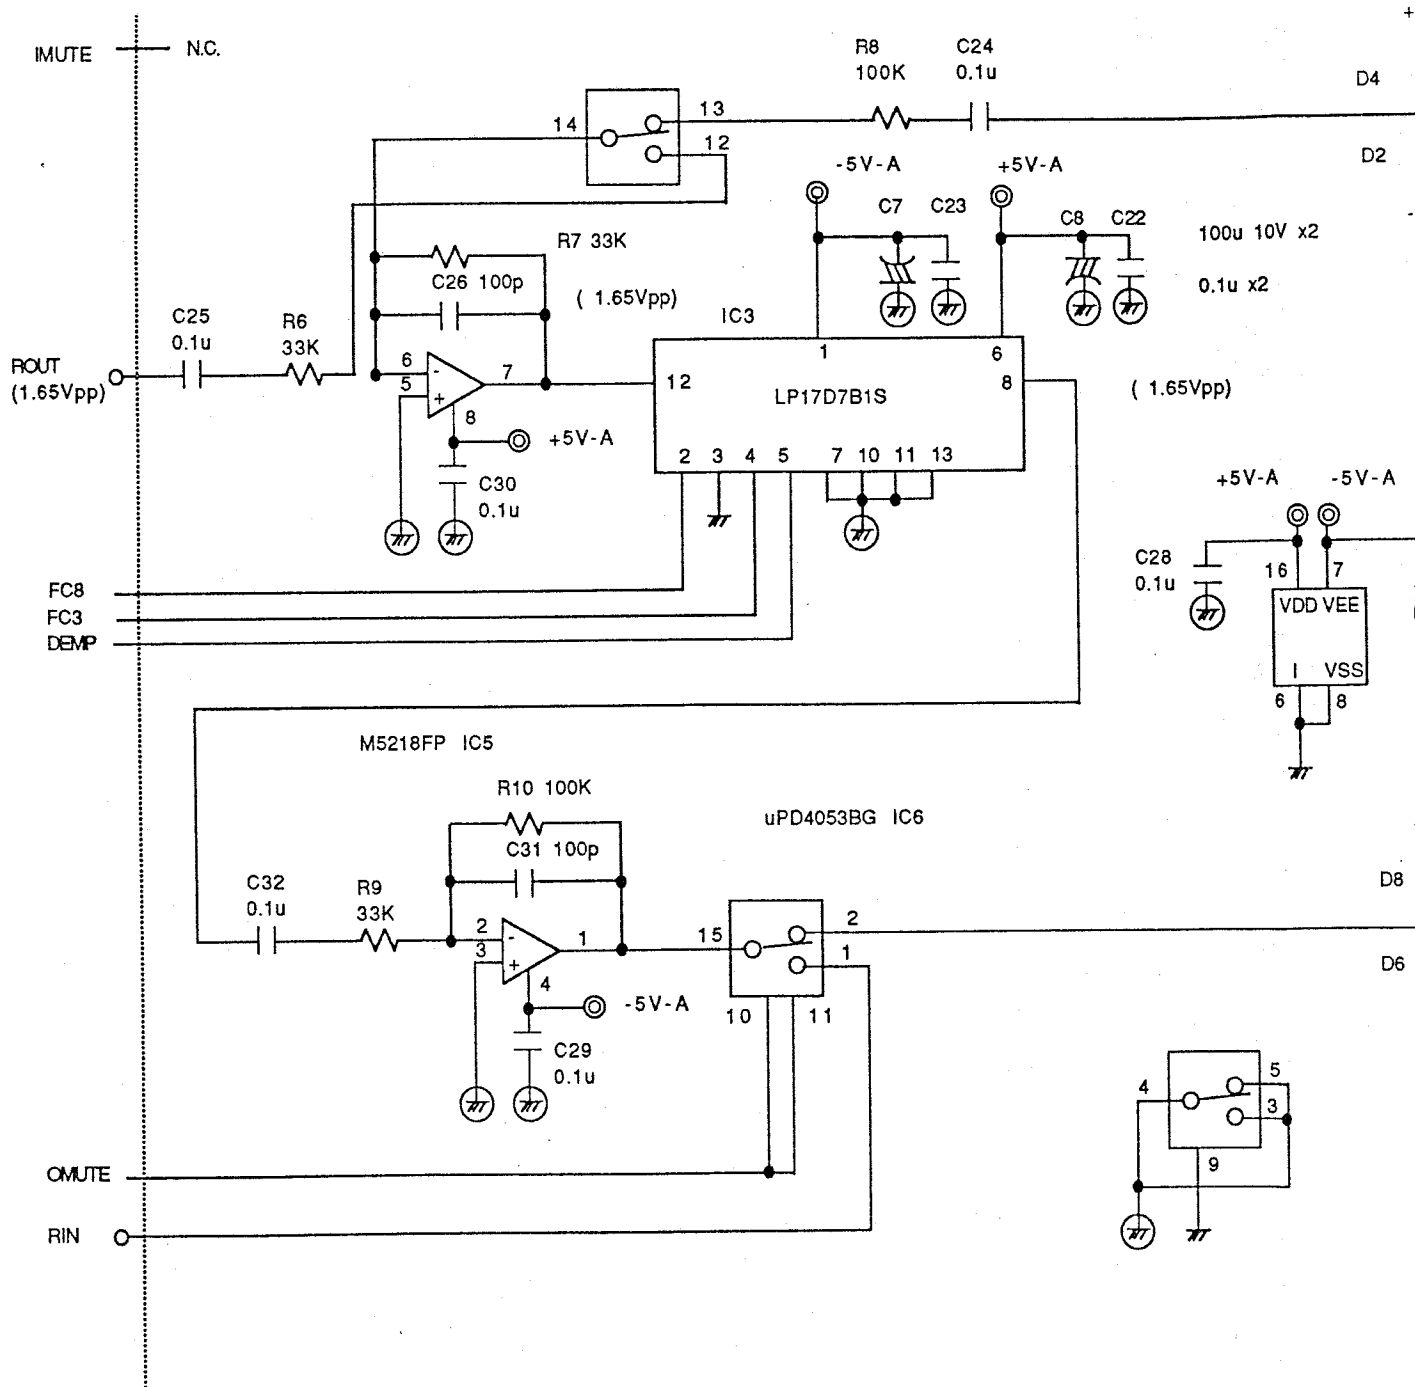 +
IMUTE
N.C.
R8
100K
C24
0.1u
D4
14
13
12
D2
-5V-A
+5V-A
C7
C23
C8
C22
100u 10V x2
0.1u x2
R7 33K
C26 100p
( 1.65Vpp)
IC3
C25
0.1u
R6
33K
ROUT
(1.65Vpp)
6
5
-
+
7
8
+5V-A
C30
0.1u
1
6
12
8
LP17D7B1S
2
3
4
5
7
10
11
13
( 1.65Vpp)
+5V-A
-5V-A
C28
0.1u
16
7
VDD VEE
I
VSS
6
8
FC8
FC3
DEMP
M5218FP IC5
R10 100K
C31 100p
uPD4053BG IC6
C32
0.1u
R9
33K
2
3
-
+
1
4
-5V-A
C29
0.1u
15
2
1
10
11
D8
D6
4
5
3
9
OMUTE
RIN